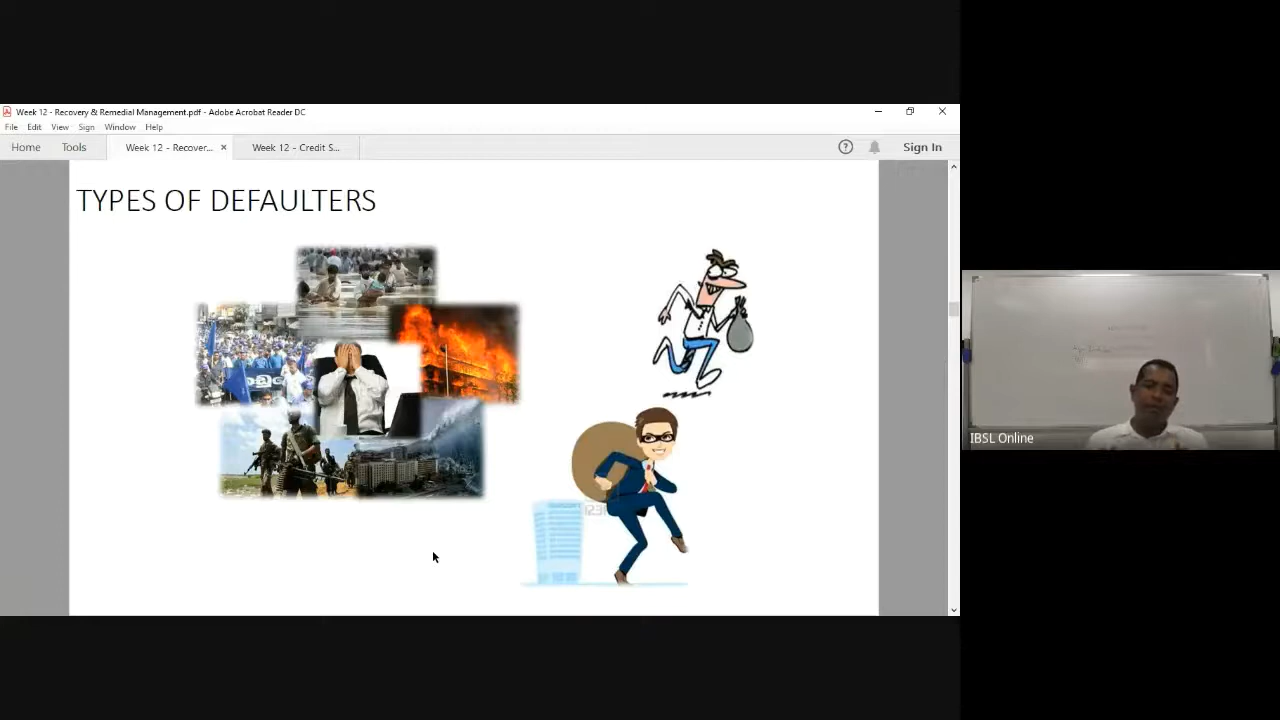 Week 12 - Recovery & Remedial Management.pdf - Adobe Acrobat Reader DC
File Edit View Sign Window Help
Home Tools Week 12 - Recover... × Week 12 - Credit S... Sign In
TYPES OF DEFAULTERS
IBSL Online